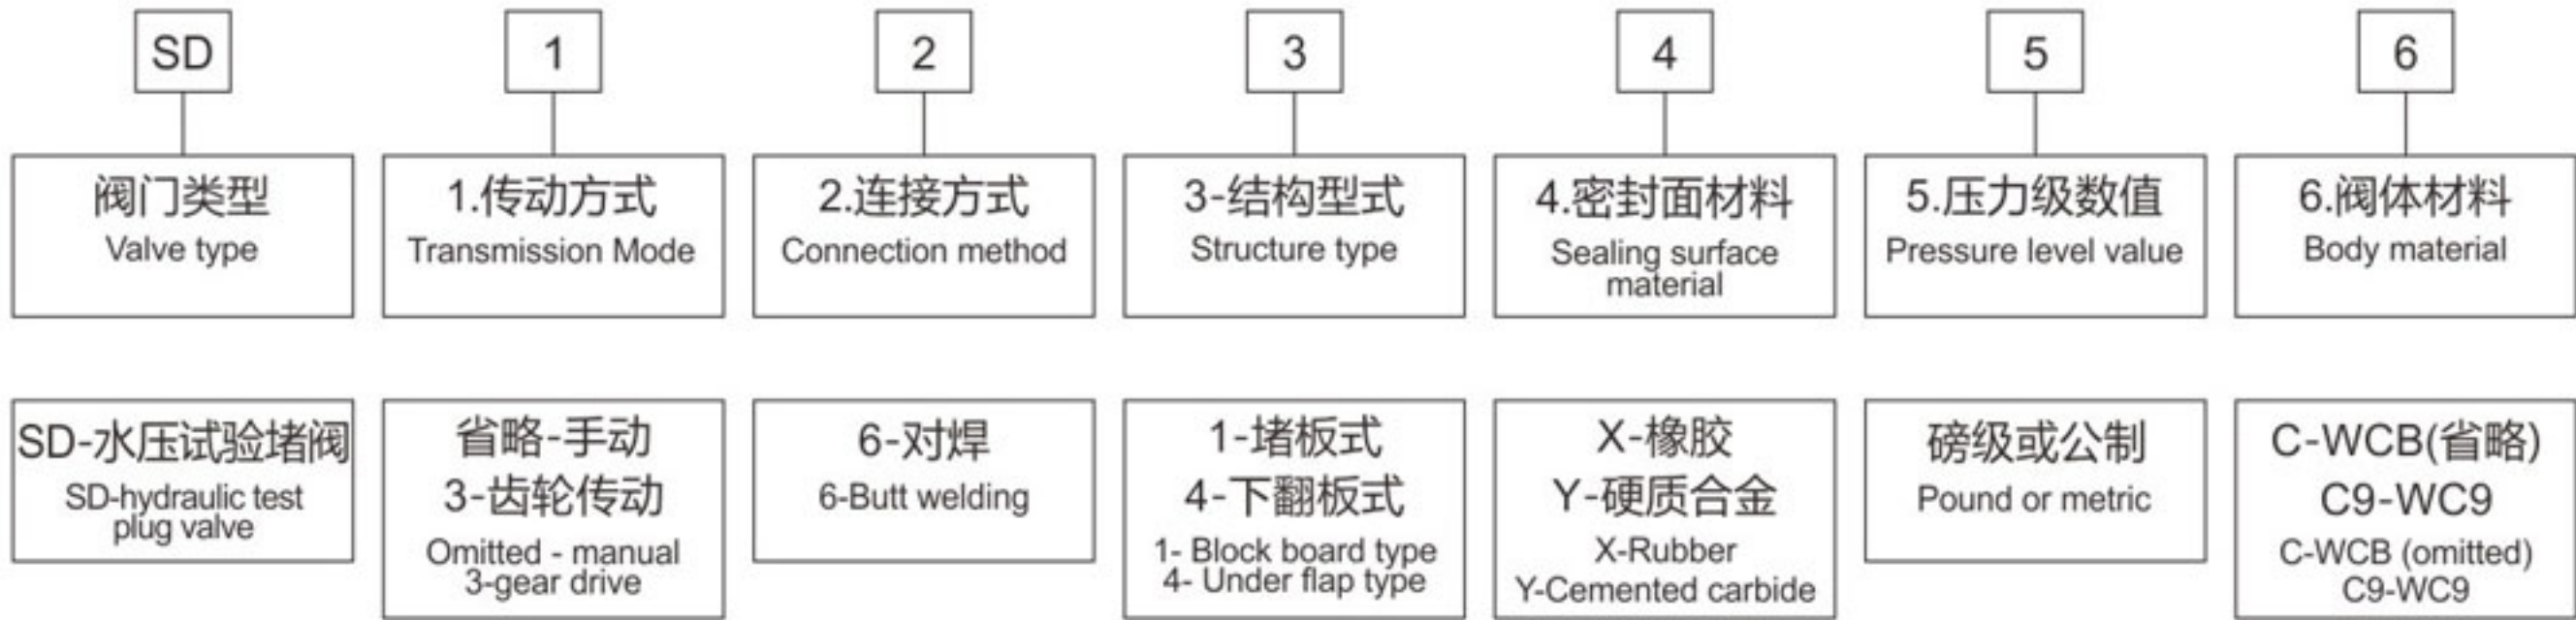 SD
1
2
3
4
5
6
阀门类型
Valve type
1.传动方式
Transmission Mode
2.连接方式
Connection method
3-结构型式
Structure type
4.密封面材料
Sealing surface
material
5.压力级数值
Pressure level value
6.阀体材料
Body material
SD-水压试验堵阀
SD-hydraulic test
plug valve
省略-手动
3-齿轮传动
Omitted - manual
3-gear drive
6-对焊
6-Butt welding
1-堵板式
4-下翻板式
1- Block board type
4- Under flap type
X-橡胶
Y-硬质合金
X-Rubber
Y-Cemented carbide
磅级或公制
Pound or metric
C-WCB(省略)
C9-WC9
C-WCB (omitted)
C9-WC9